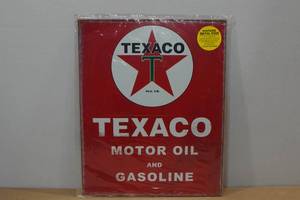 TEXACO
T
TEXACO
MOTOR OIL
AND
GASOLINE